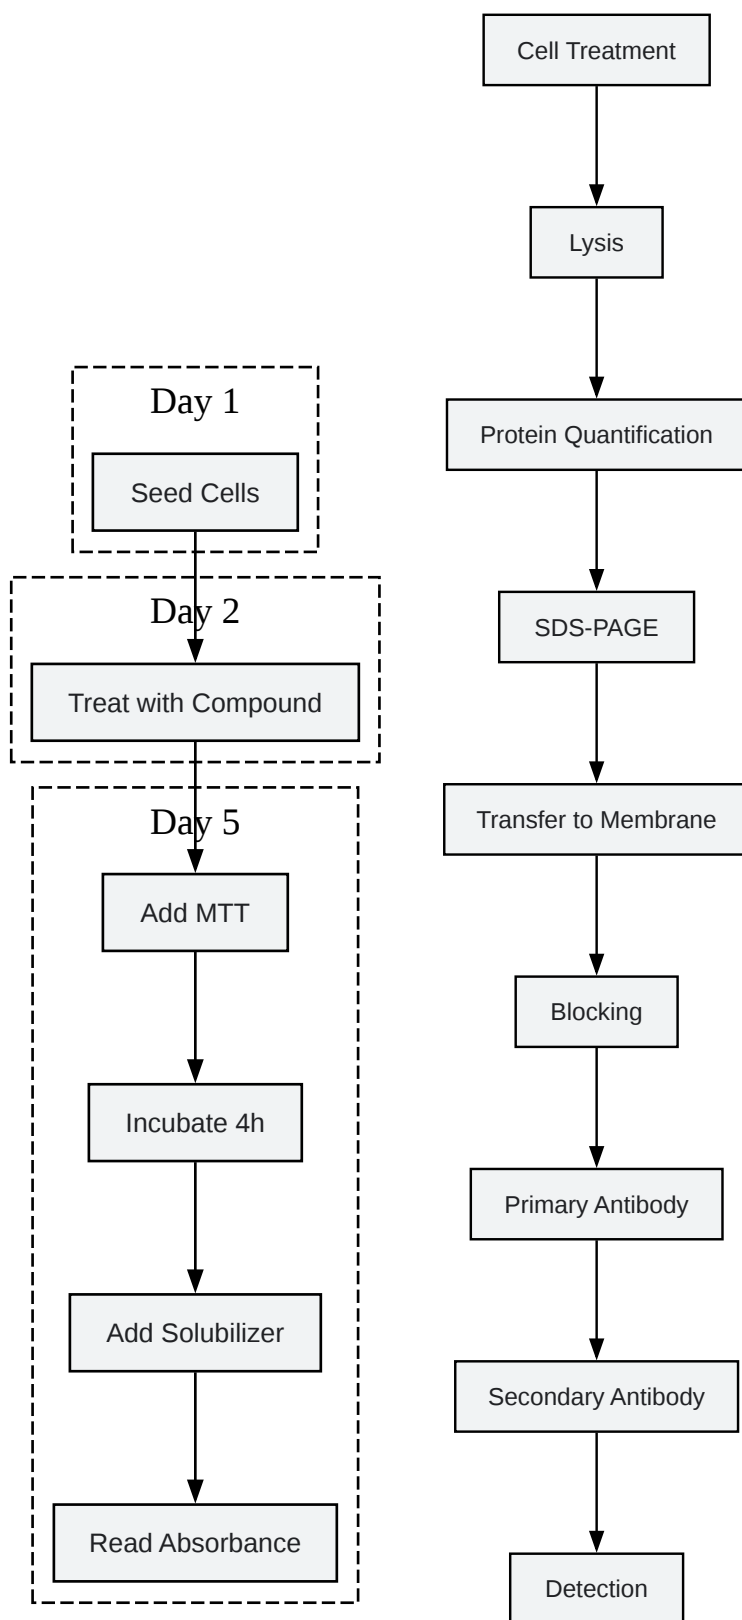 Day 1
Seed Cells
Day 2
Treat with Compound
Day 5
Add MTT
Incubate 4h
Add Solubilizer
Read Absorbance
Cell Treatment
Lysis
Protein Quantification
SDS-PAGE
Transfer to Membrane
Blocking
Primary Antibody
Secondary Antibody
Detection